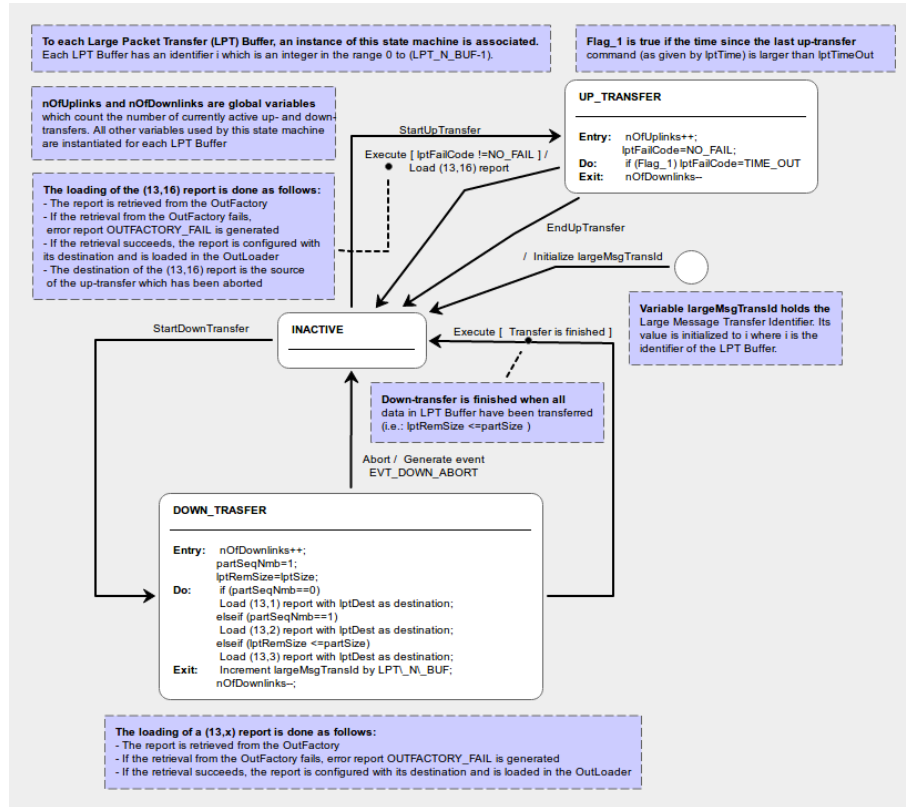 To each Large Packet Transfer (LPT) Buffer, an instance of this state machine is associated.
Each LPT Buffer has an identifier i which is an integer in the range 0 to (LPT_N_BUF-1).
Flag_1 is true if the time since the last up-transfer
command (as given by lptTime) is larger than lptTimeOut
nOfUplinks and nOfDownlinks are global variables
which count the number of currently active up- and down-
transfers. All other variables used by this state machine
are instantiated for each LPT Buffer
UP_TRANSFER
Entry: nOfUplinks++;
lptFailCode=NO_FAIL;
Do: if (Flag_1) lptFailCode=TIME_OUT
Exit: nOfDownlinks--
StartUpTransfer
Execute [ lptFailCode !=NO_FAIL ] /
Load (13,16) report
The loading of the (13,16) report is done as follows:
- The report is retrieved from the OutFactory
- If the retrieval from the OutFactory fails,
error report OUTFACTORY_FAIL is generated
- If the retrieval succeeds, the report is configured with
its destination and is loaded in the OutLoader
- The destination of the (13,16) report is the source
of the up-transfer which has been aborted
EndUpTransfer
/ Initialize largeMsgTransId
Variable largeMsgTransId holds the
Large Message Transfer Identifier. Its
value is initialized to i where i is the
identifier of the LPT Buffer.
StartDownTransfer
INACTIVE
Execute [ Transfer is finished ]
Down-transfer is finished when all
data in LPT Buffer have been transferred
(i.e.: lptRemSize <=partSize )
Abort / Generate event
EVT_DOWN_ABORT
DOWN_TRASFER
Entry: nOfDownlinks++;
partSeqNmb=1;
lptRemSize=lptSize;
Do: if (partSeqNmb==0)
Load (13,1) report with lptDest as destination;
elseif (partSeqNmb==1)
Load (13,2) report with lptDest as destination;
elseif (lptRemSize <=partSize)
Load (13,3) report with lptDest as destination;
Exit: Increment largeMsgTransId by LPT\_N\_BUF;
nOfDownlinks--;
The loading of a (13,x) report is done as follows:
- The report is retrieved from the OutFactory
- If the retrieval from the OutFactory fails, error report OUTFACTORY_FAIL is generated
- If the retrieval succeeds, the report is configured with its destination and is loaded in the OutLoader